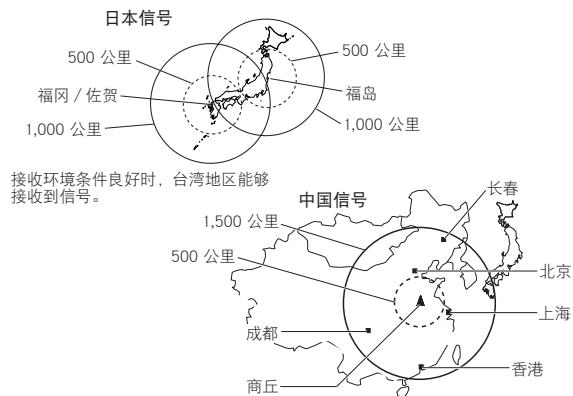 日本信号
500 公里
500 公里
福冈 / 佐贺
福岛
1,000 公里
1,000 公里
接收环境条件良好时，台湾地区能够
接收到信号。
中国信号
长春
1,500 公里
500 公里
北京
上海
成都
香港
商丘